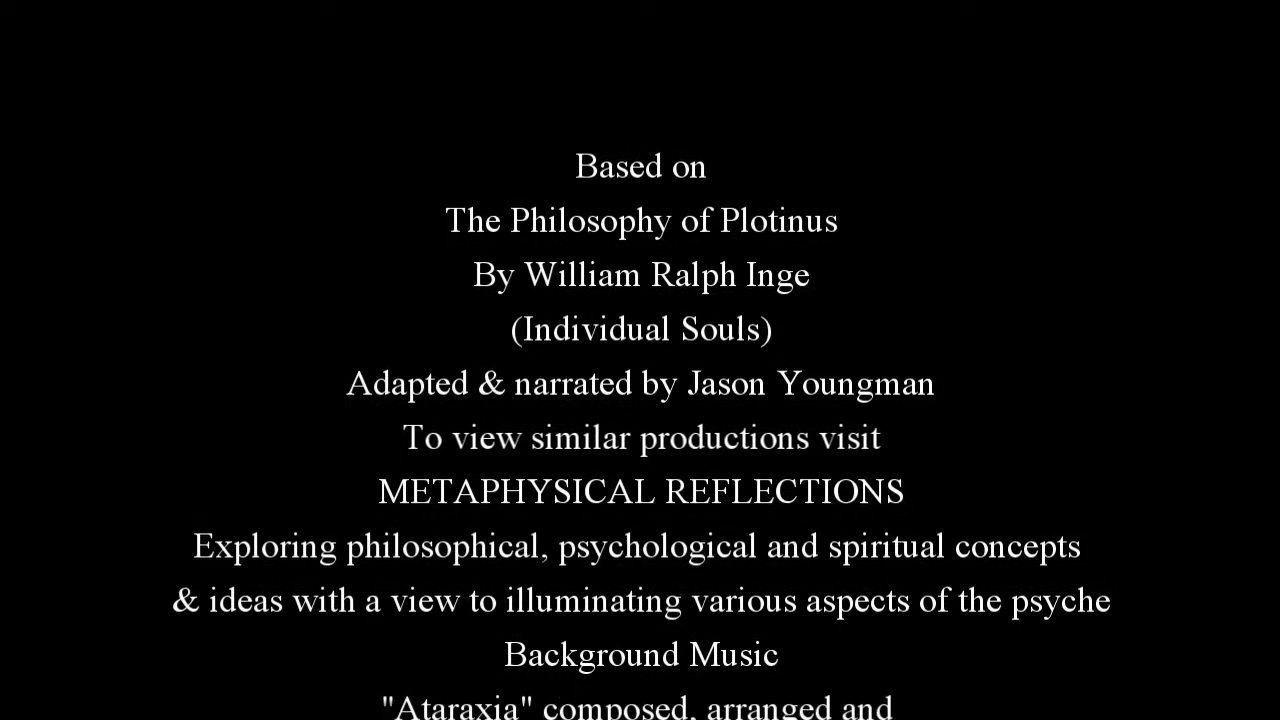 Based on
The Philosophy of Plotinus
By William Ralph Inge
(Individual Souls)
Adapted & narrated by Jason Youngman
To view similar productions visit
METAPHYSICAL REFLECTIONS
Exploring philosophical, psychological and spiritual concepts
& ideas with a view to illuminating various aspects of the psyche
Background Music
"Ataraxia" composed, arranged and